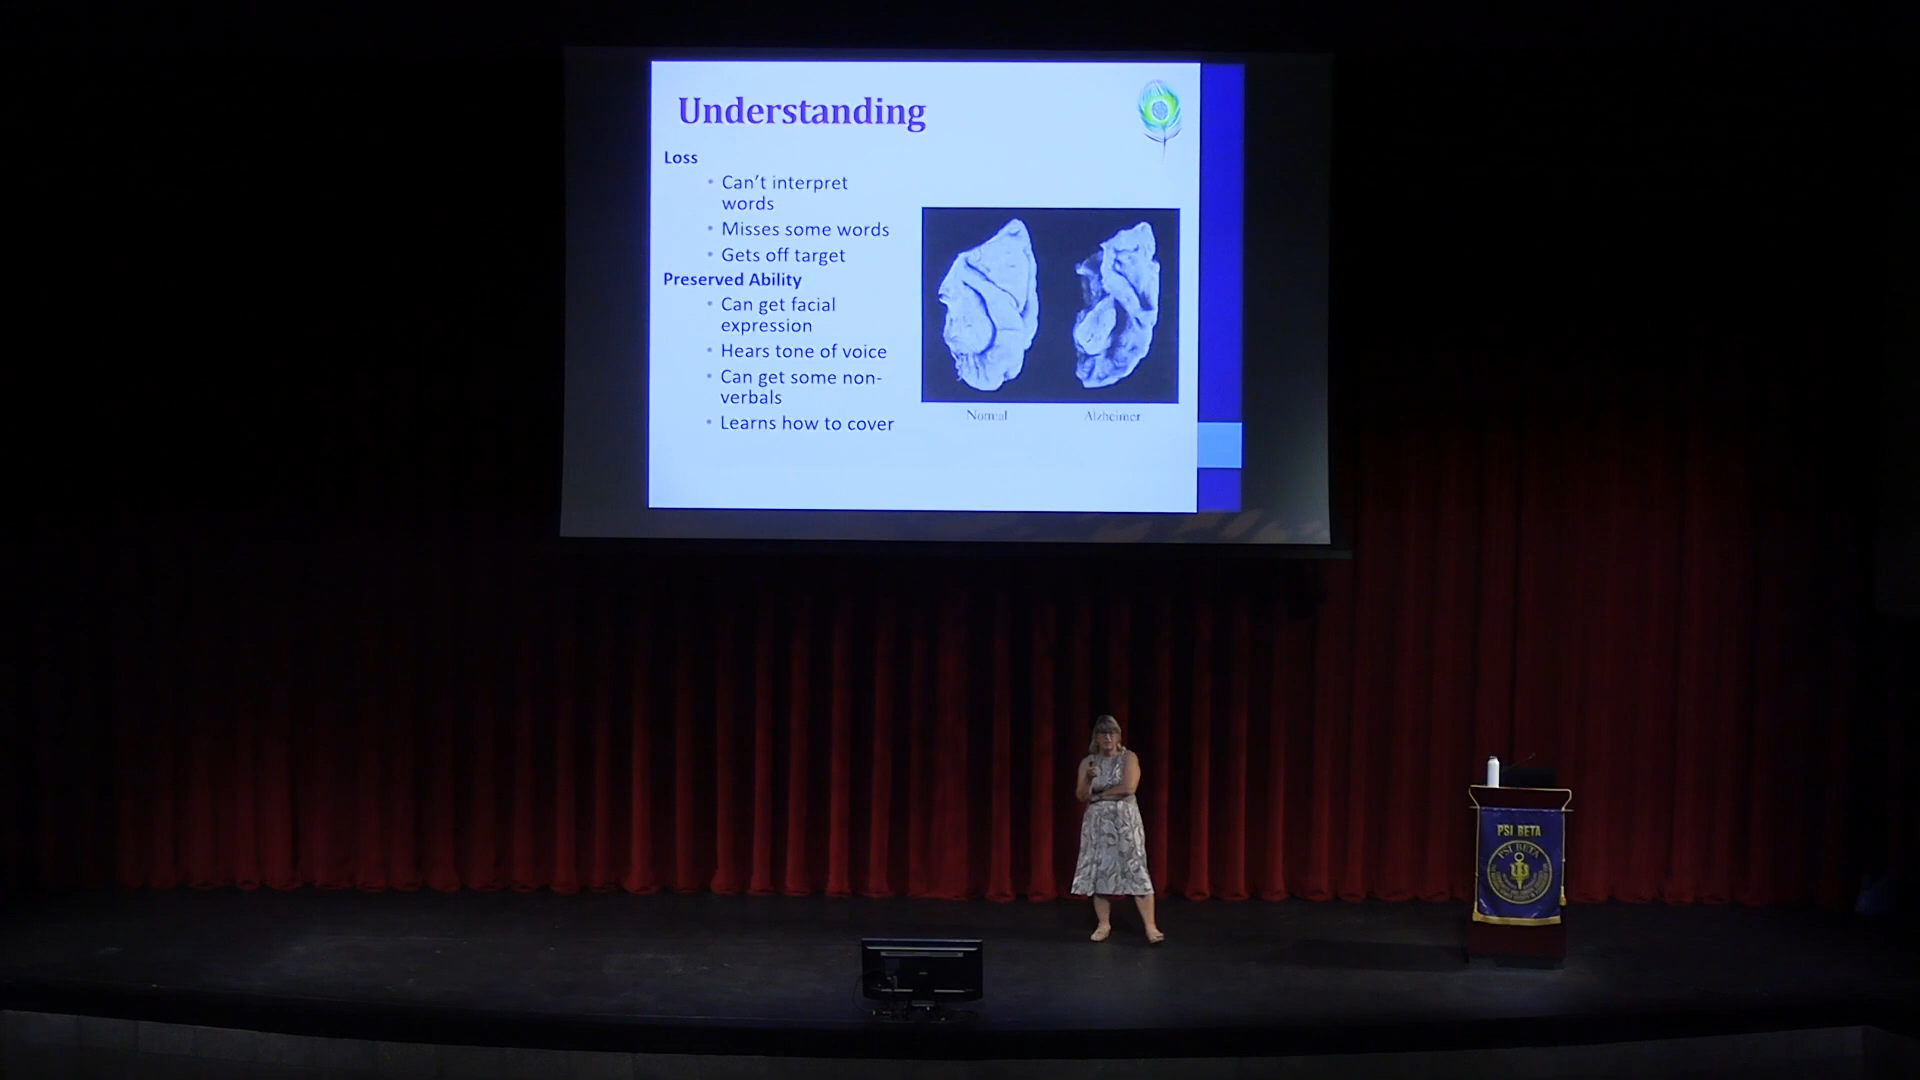 Understanding
Loss
• Can't interpret
words
• Misses some words
• Gets off target
Preserved Ability
• Can get facial
expression
• Hears tone of voice
• Can get some non-
verbals
• Learns how to cover
Normal
Alzheimer
PSI BETA
PSI BETA